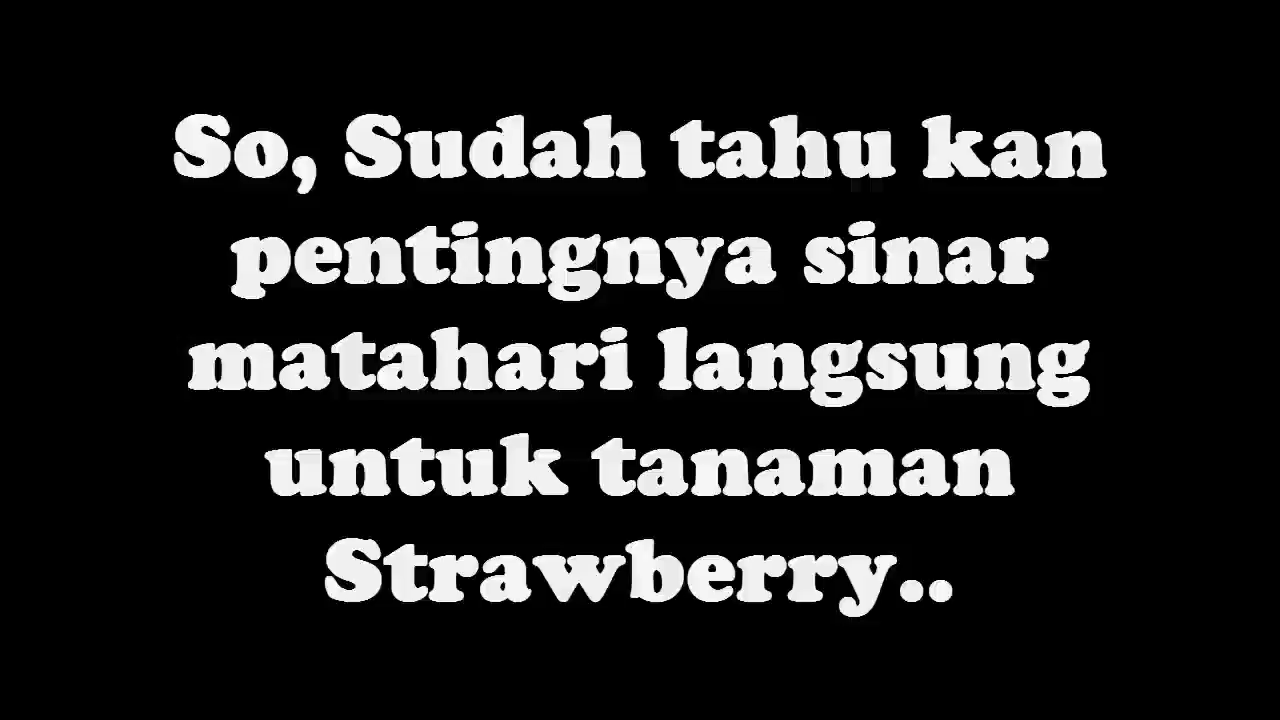 So, Sudah tahu kan
pentingnya sinar
matahari langsung
untuk tanaman
Strawberry..